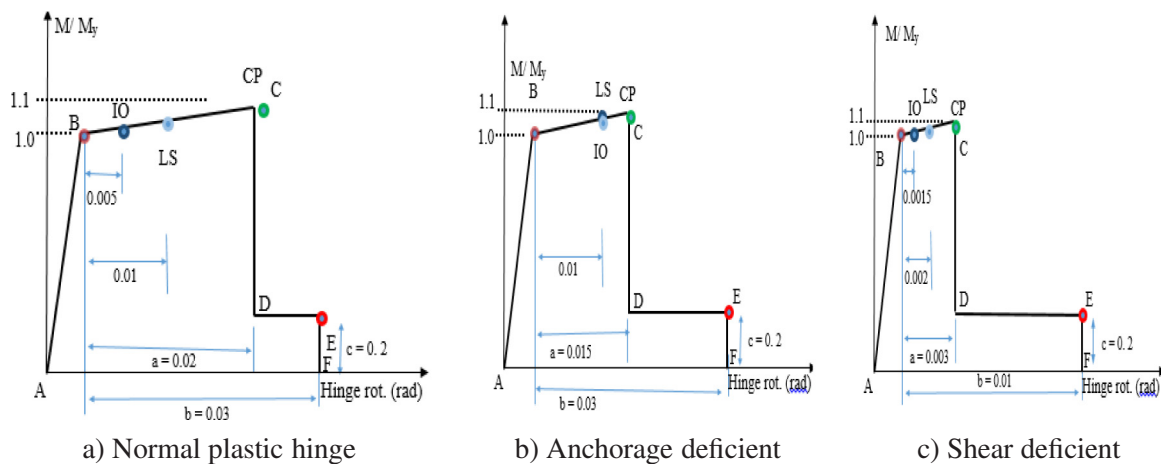 M/ My
CP
C
1.1
IO
B
1.0
LS
0.005
0.01
D
E
c = 0. 2
a = 0.02
F
A
Hinge rot. (rad)
b = 0.03
a) Normal plastic hinge
M/ My
B
LS
CP
1.1
C
1.0
IO
0.01
D
E
c = 0. 2
a = 0.015
F
A
Hinge rot. (rad)
b = 0.03
b) Anchorage deficient
M/ My
LS
IO
CP
1.1
1.0
B
C
0.0015
0.002
D
E
c = 0. 2
a = 0.003
F
A
Hinge rot. (rad)
b = 0.01
c) Shear deficient